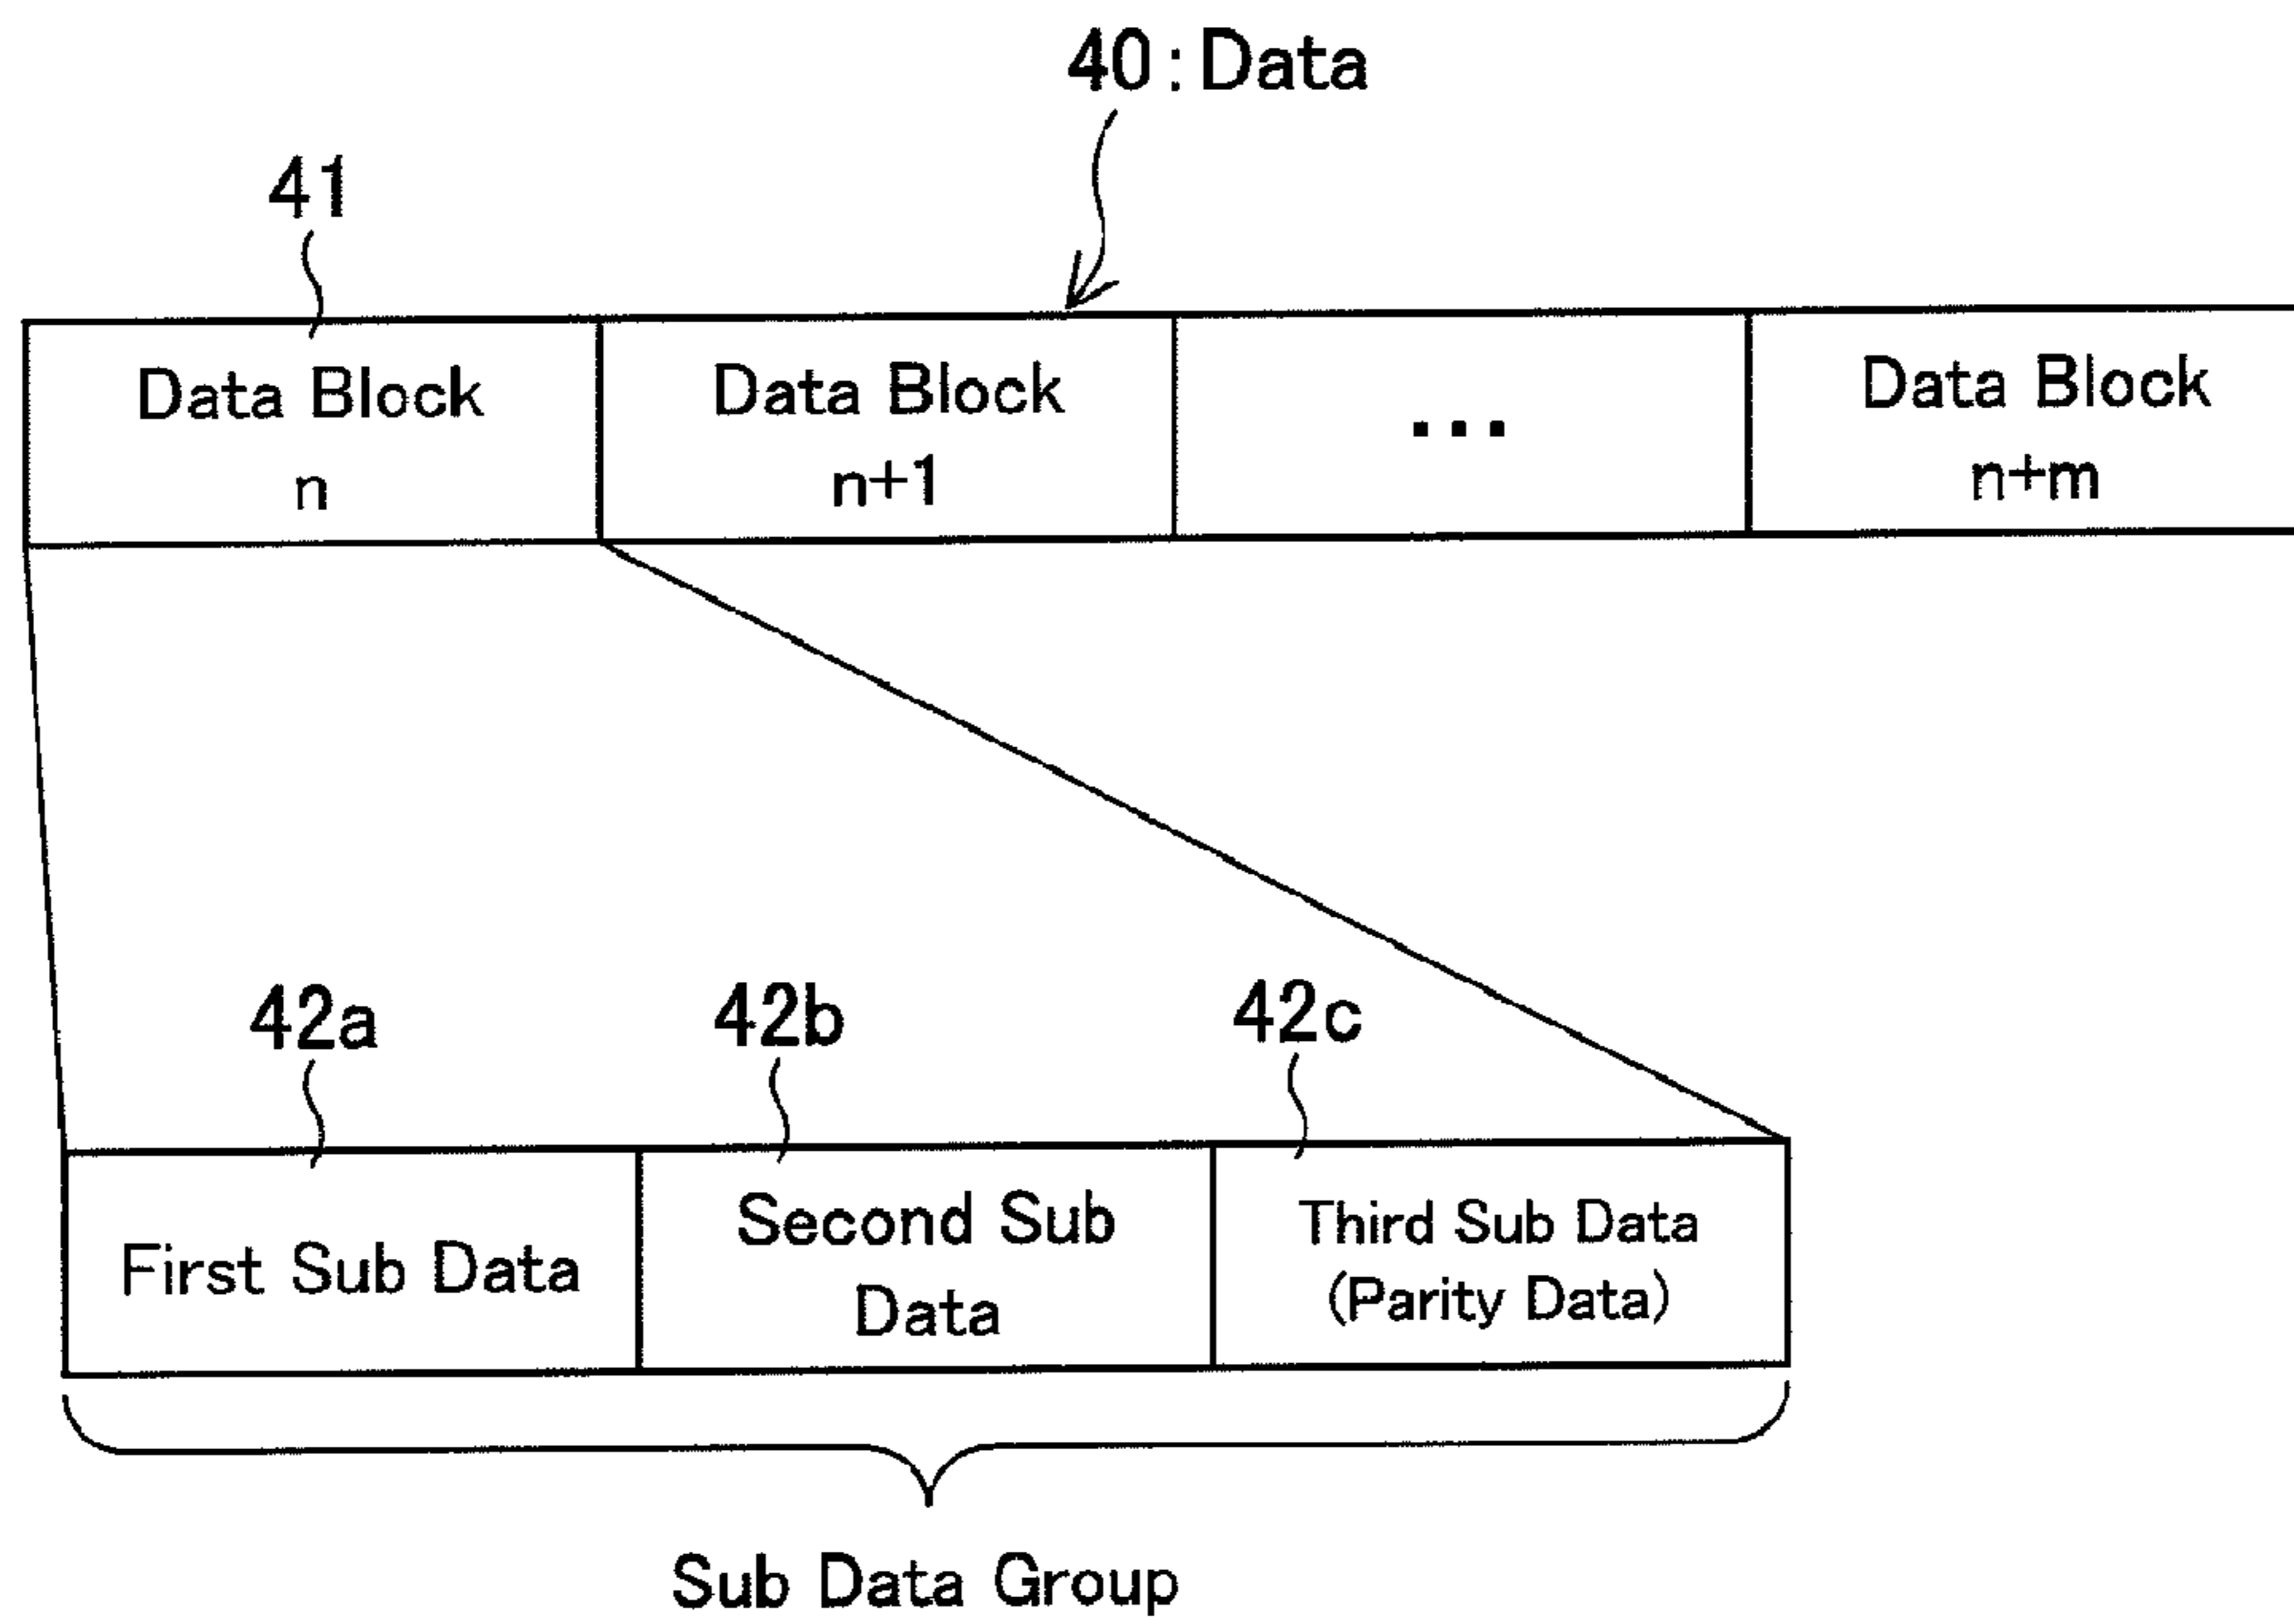 40:Data
41
Data Block
n
Data Block
n+1
...
Data Block
n+m
42a
42b
42c
First Sub Data
Second Sub
Data
Third Sub Data
(Parity Data)
Sub Data Group